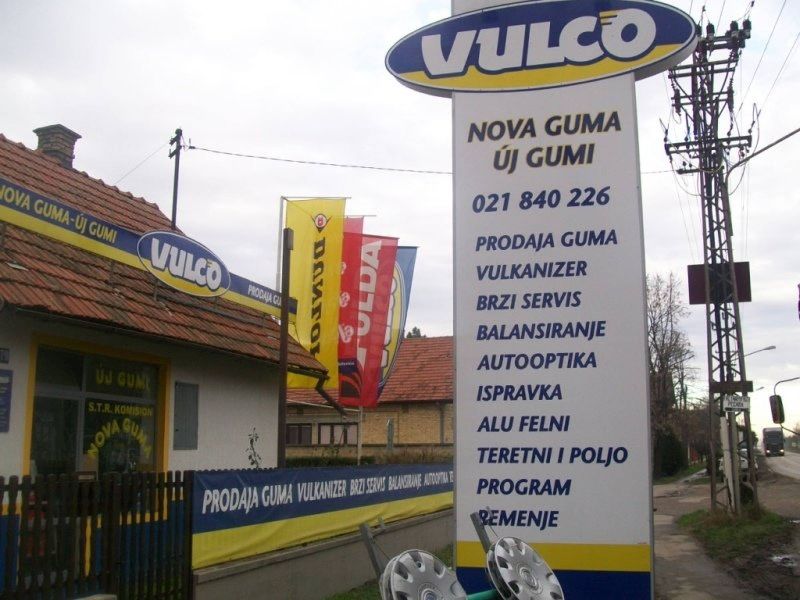 VULCO
NOVA GUMA
ÚJ GUMI
021 840 226
PRODAJA GUMA
VULKANIZER
BRZI SERVIS
BALANSIRANJE
AUTOOPTIKA
ISPRAVKA
ALU FELNI
TERETNI I POLJO
PROGRAM
REMENJE
NOVA GUMA-ÚJ GUMI
VULCO
PRODAJA
DUNLOP
FULDA
VULCO
ÚJ GUMI
S.T.R. KOMISION
NOVA GUMA
PRODAJA GUMA VULKANIZER BRZI SERVIS BALANSIRANJE AUTOOPTIKA